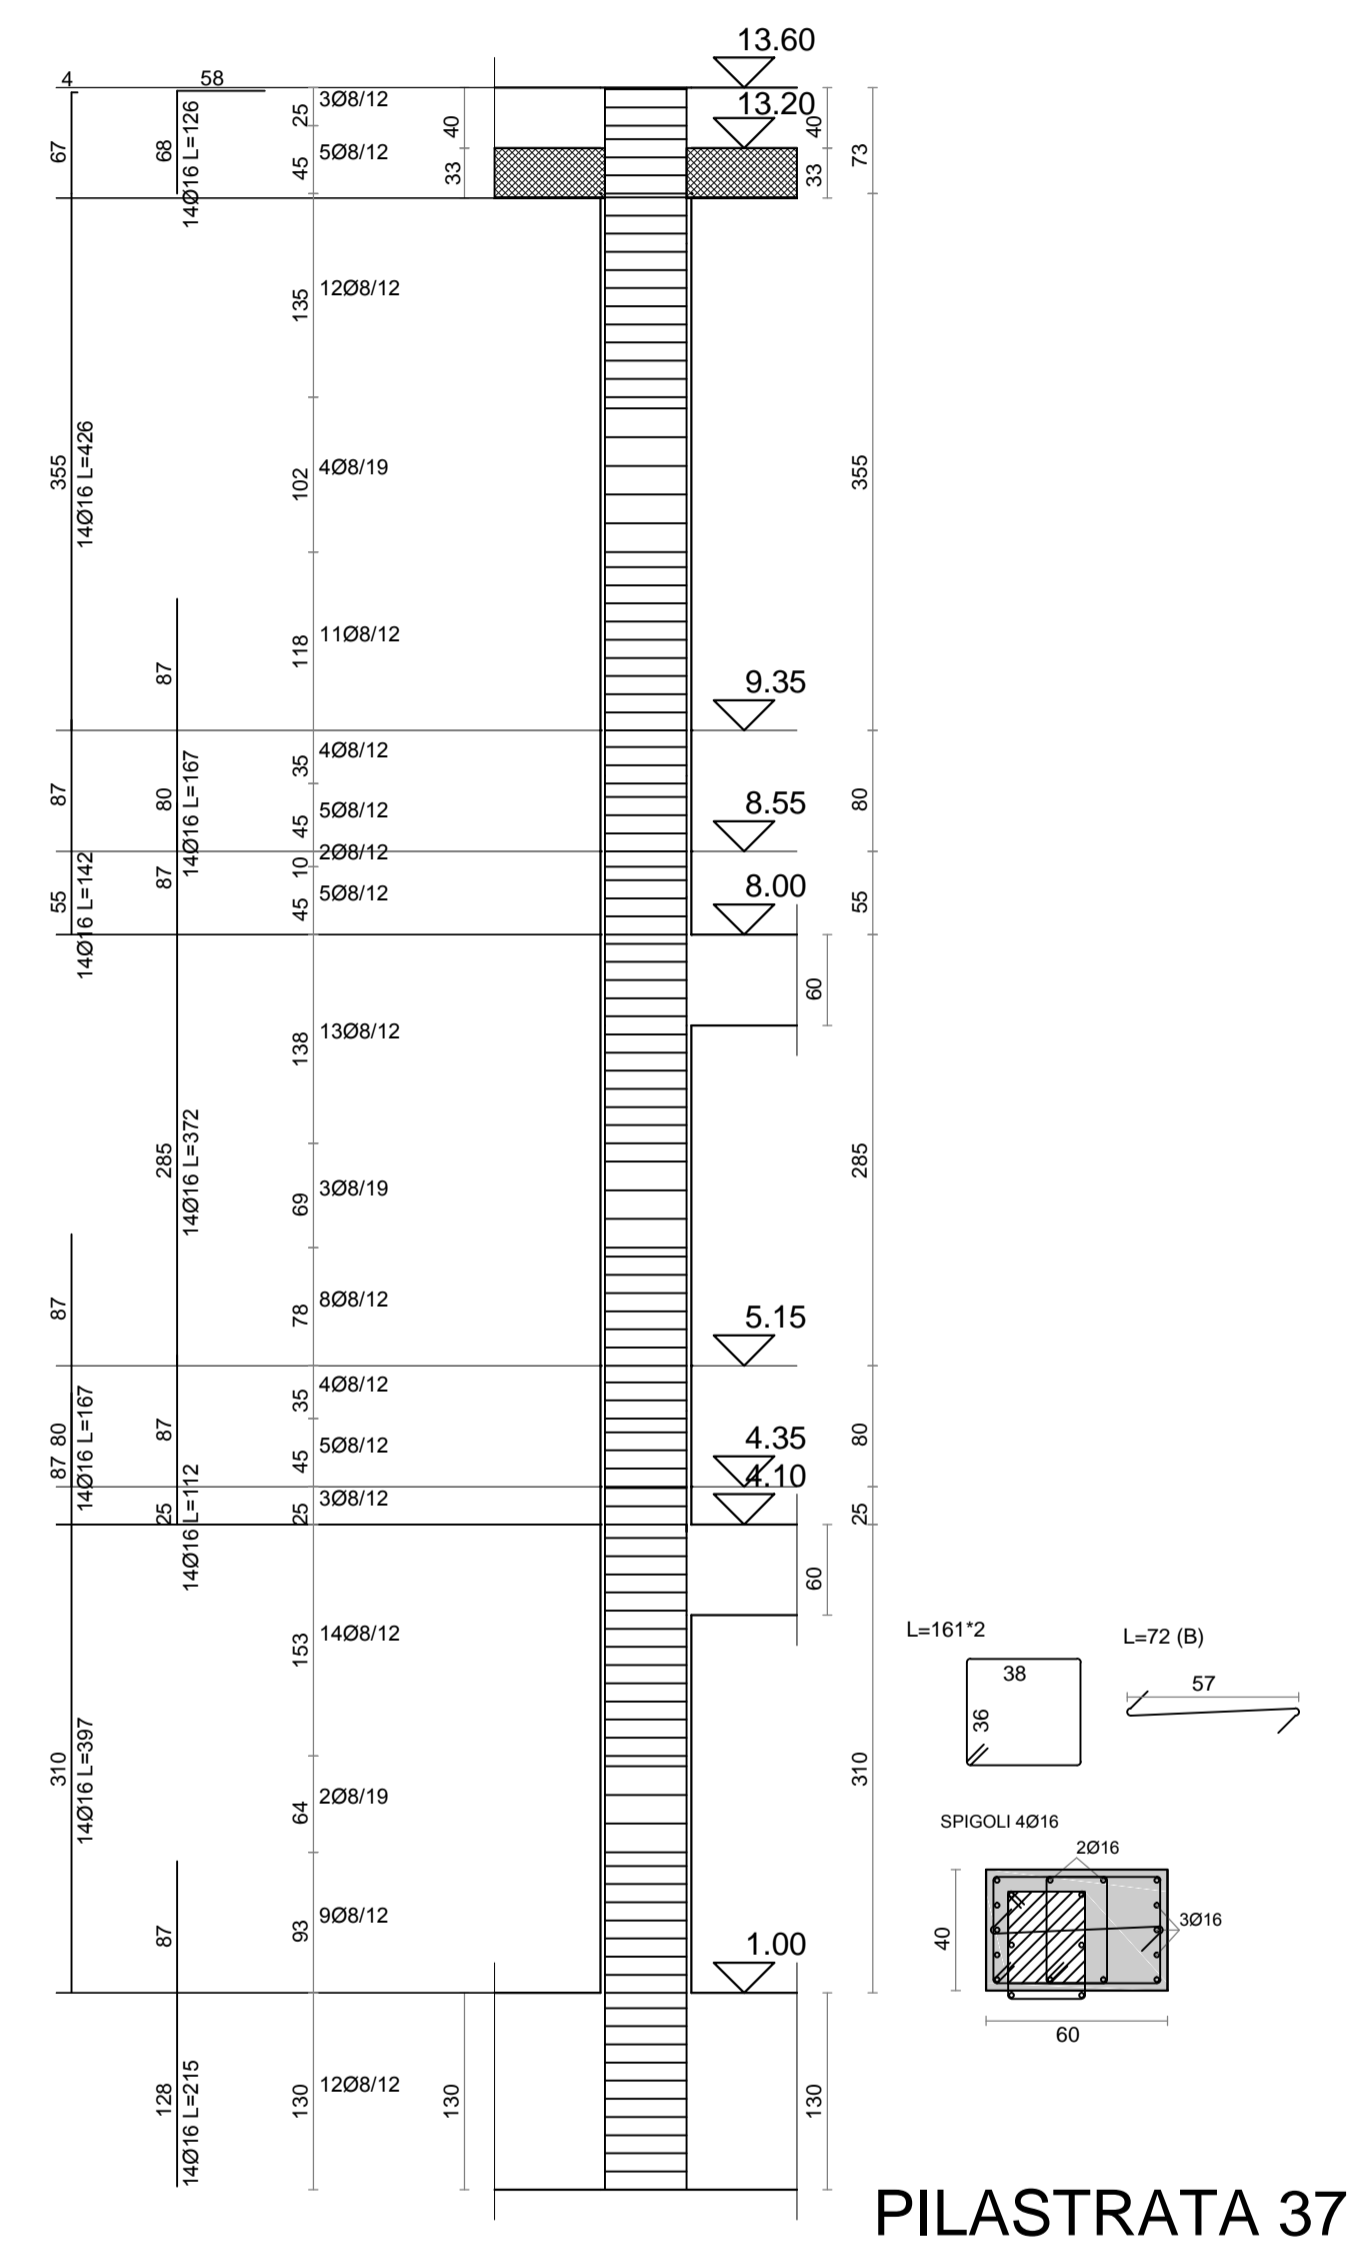 13.60
4
58
3Ø8/12
13.20
25
40
40
67
68
14Ø16 L=126
5Ø8/12
45
33
33
73
12Ø8/12
135
355
14Ø16 L=426
4Ø8/19
102
355
11Ø8/12
118
87
9.35
4Ø8/12
35
87
80
14Ø16 L=167
80
8.55
5Ø8/12
45
2Ø8/12
10
87
8.00
5Ø8/12
45
55
14Ø16 L=142
55
60
13Ø8/12
138
285
14Ø16 L=372
285
3Ø8/19
69
87
8Ø8/12
78
5.15
4Ø8/12
35
80
14Ø16 L=167
87
80
4.35
5Ø8/12
45
87
4.10
3Ø8/12
25
25
14Ø16 L=112
25
60
14Ø8/12
153
L=161*2
L=72 (B)
38
36
57
310
14Ø16 L=397
310
2Ø8/19
64
SPIGOLI 4Ø16
2Ø16
3Ø16
40
60
9Ø8/12
93
87
1.00
12Ø8/12
128
14Ø16 L=215
130
130
130
PILASTRATA 37